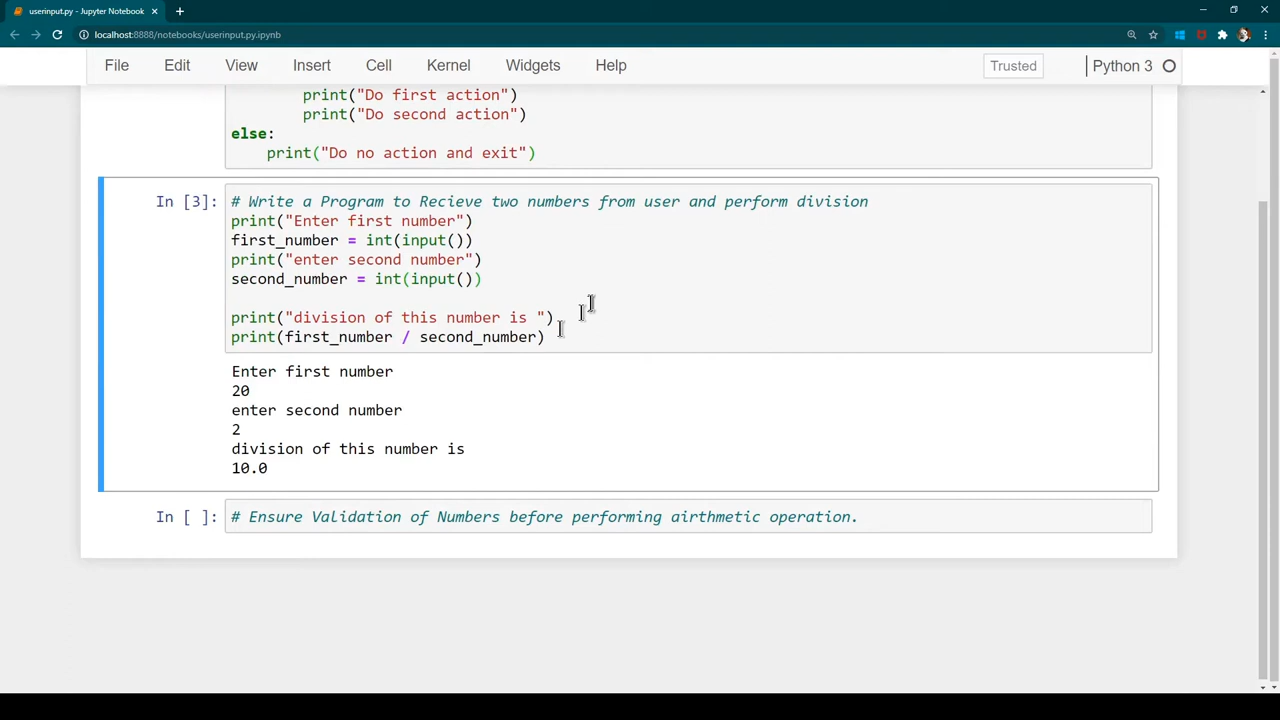 userinput.py - Jupyter Notebook
localhost:8888/notebooks/userinput.py.ipynb
File Edit View Insert Cell Kernel Widgets Help Trusted Python 3
print("Do first action")
print("Do second action")
else:
print("Do no action and exit")
In [3]: # Write a Program to Recieve two numbers from user and perform division
print("Enter first number")
first_number = int(input())
print("enter second number")
second_number = int(input())
print("division of this number is ")
print(first_number / second_number)
Enter first number
20
enter second number
2
division of this number is
10.0
In [ ]: # Ensure Validation of Numbers before performing airthmetic operation.